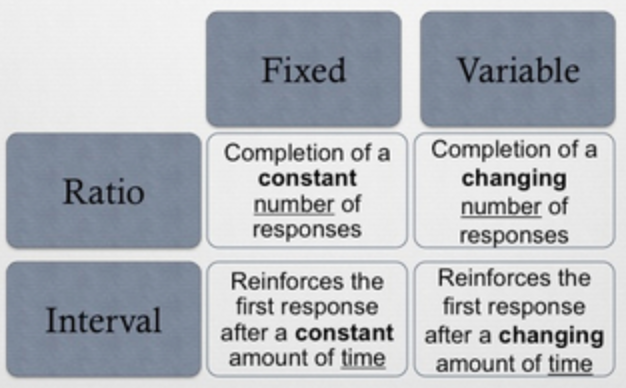 Fixed
Variable
Ratio
Completion of a
constant
number of
responses
Completion of a
changing
number of
responses
Interval
Reinforces the
first response
after a constant
amount of time
Reinforces the
first response
after a changing
amount of time